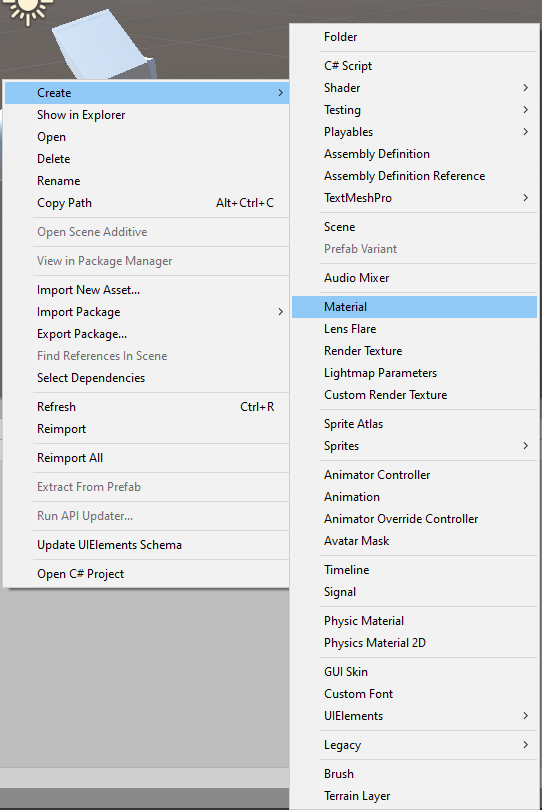 Create
Show in Explorer
Open
Delete
Rename
Copy Path Alt+Ctrl+C
Open Scene Additive
View in Package Manager
Import New Asset...
Import Package
Export Package...
Find References In Scene
Select Dependencies
Refresh Ctrl+R
Reimport
Reimport All
Extract From Prefab
Run API Updater...
Update UIElements Schema
Open C# Project
Folder
C# Script
Shader
Testing
Playables
Assembly Definition
Assembly Definition Reference
TextMeshPro
Scene
Prefab Variant
Audio Mixer
Material
Lens Flare
Render Texture
Lightmap Parameters
Custom Render Texture
Sprite Atlas
Sprites
Animator Controller
Animation
Animator Override Controller
Avatar Mask
Timeline
Signal
Physic Material
Physics Material 2D
GUI Skin
Custom Font
UIElements
Legacy
Brush
Terrain Layer